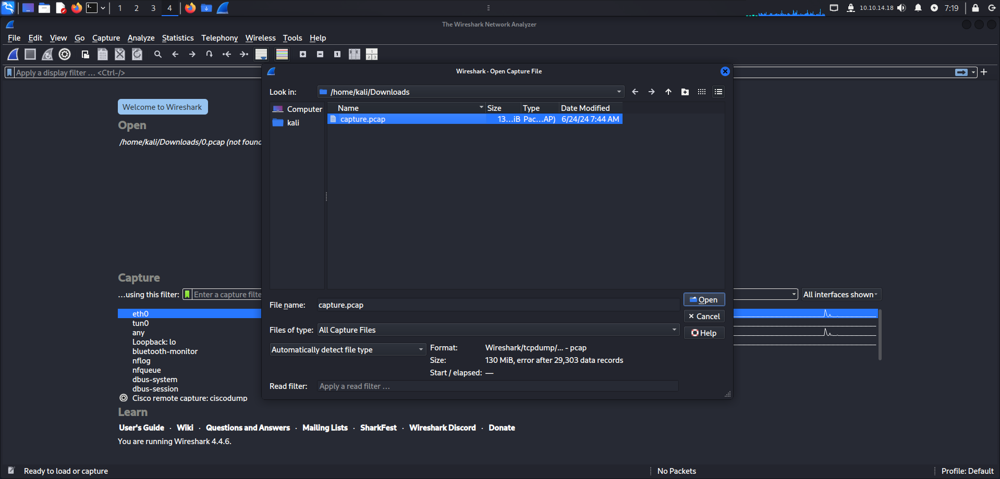 1 2 3 4 10.10.14.18 7:19
The Wireshark Network Analyzer
File Edit View Go Capture Analyze Statistics Telephony Wireless Tools Help
Apply a display filter … <Ctrl-/>
Wireshark · Open Capture File
Look in: /home/kali/Downloads
Computer
kali
Name Size Type Date Modified
capture.pcap 13…iB Pac…AP) 6/24/24 7:44 AM
Welcome to Wireshark
Open
/home/kali/Downloads/0.pcap (not found
File name: capture.pcap
Open
Cancel
Files of type: All Capture Files
Help
Automatically detect file type
Format: Wireshark/tcpdump/... - pcap
Size: 130 MiB, error after 29,303 data records
Start / elapsed: —
Read filter: Apply a read filter …
Capture
…using this filter: Enter a capture filte
All interfaces shown
eth0
tun0
any
Loopback: lo
bluetooth-monitor
nflog
nfqueue
dbus-system
dbus-session
Cisco remote capture: ciscodump
Learn
User's Guide · Wiki · Questions and Answers · Mailing Lists · SharkFest · Wireshark Discord · Donate
You are running Wireshark 4.4.6.
Ready to load or capture
No Packets
Profile: Default